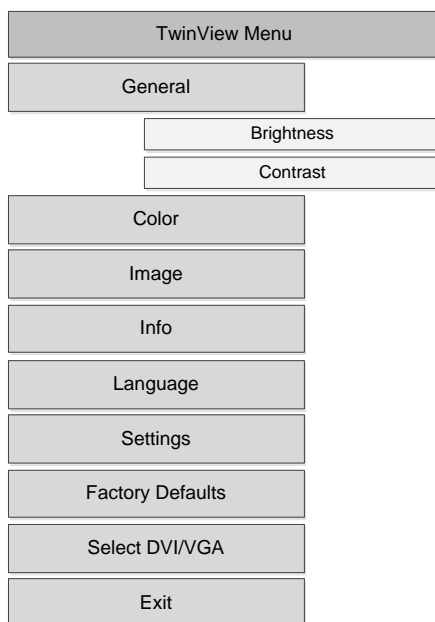 TwinView Menu
General
Brightness
Contrast
Color
Image
Info
Language
Settings
Factory Defaults
Select DVI/VGA
Exit